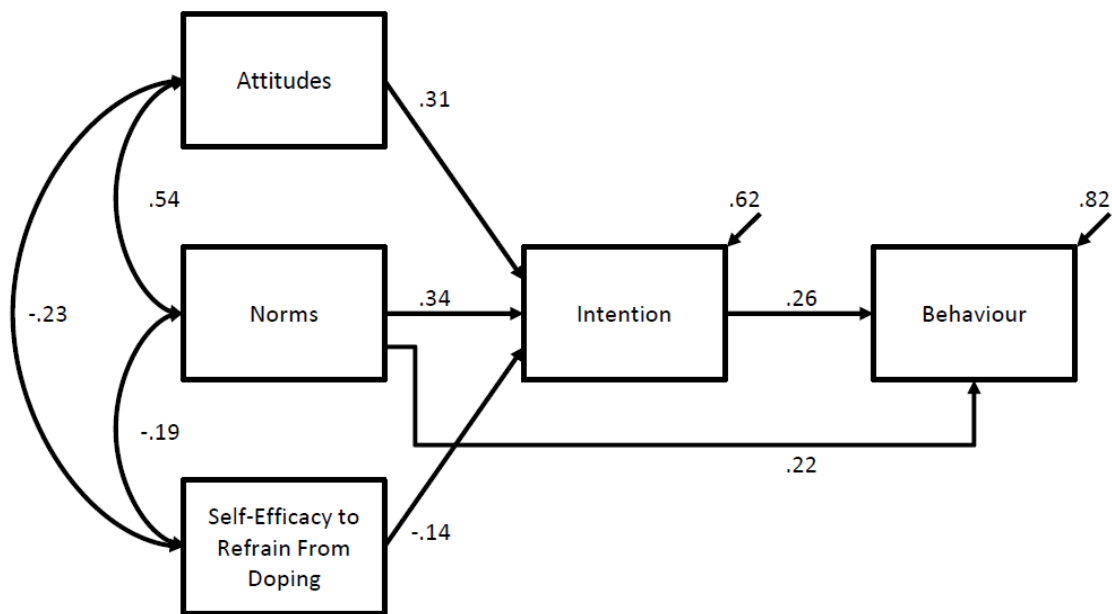 Attitudes
.31
.54
.62
.82
-.23
Norms
.34
Intention
.26
Behaviour
-.19
.22
Self-Efficacy to
Refrain From
Doping
-.14